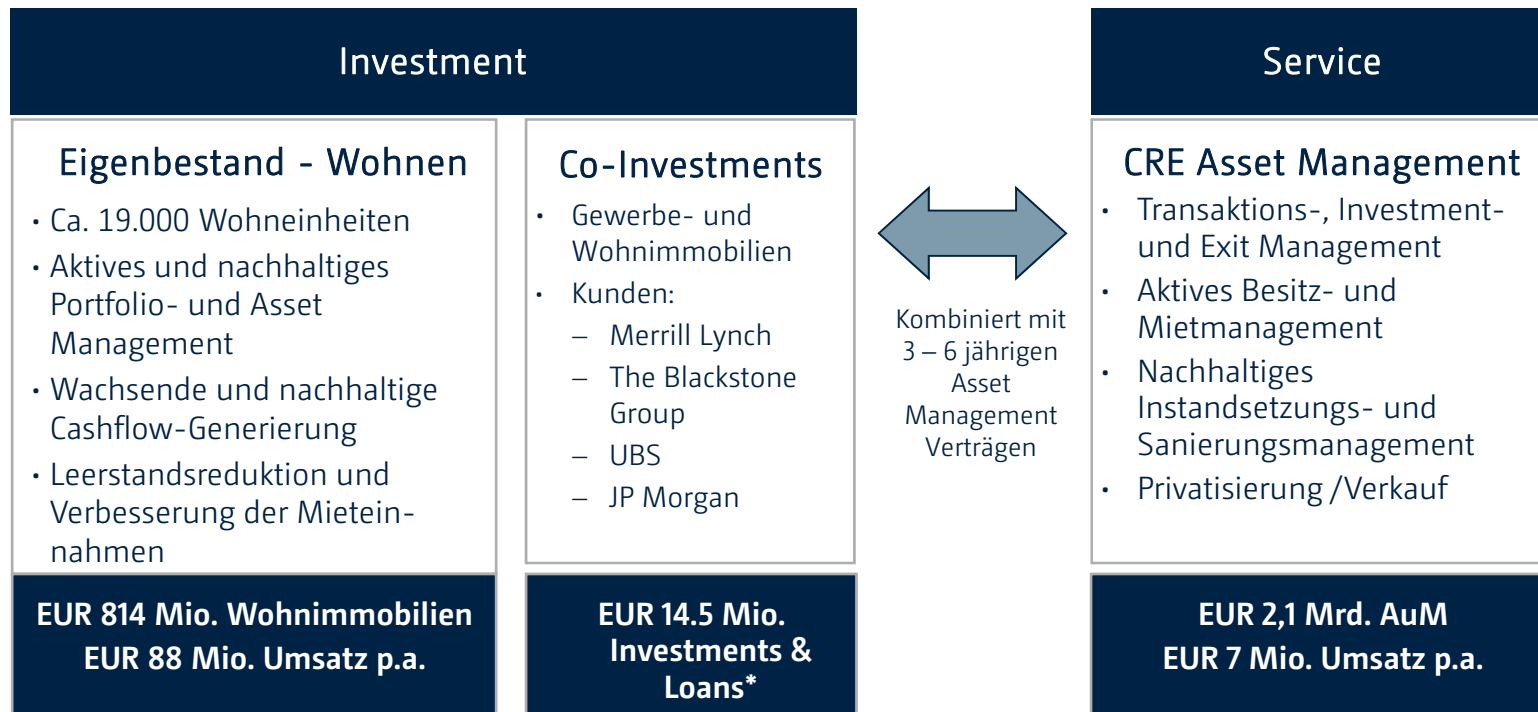 Investment
Eigenbestand - Wohnen
• Ca. 19.000 Wohneinheiten
• Aktives und nachhaltiges
Portfolio- und Asset
Management
• Wachsende und nachhaltige
Cashflow-Generierung
• Leerstandsreduktion und
Verbesserung der Mietein-
nahmen
EUR 814 Mio. Wohnimmobilien
EUR 88 Mio. Umsatz p.a.
Co-Investments
• Gewerbe- und
Wohnimmobilien
• Kunden:
– Merrill Lynch
– The Blackstone
Group
– UBS
– JP Morgan
EUR 14.5 Mio.
Investments &
Loans*
Kombiniert mit
3 – 6 jährigen
Asset
Management
Verträgen
Service
CRE Asset Management
• Transaktions-, Investment-
und Exit Management
• Aktives Besitz- und
Mietmanagement
• Nachhaltiges
Instandsetzungs- und
Sanierungsmanagement
• Privatisierung /Verkauf
EUR 2,1 Mrd. AuM
EUR 7 Mio. Umsatz p.a.